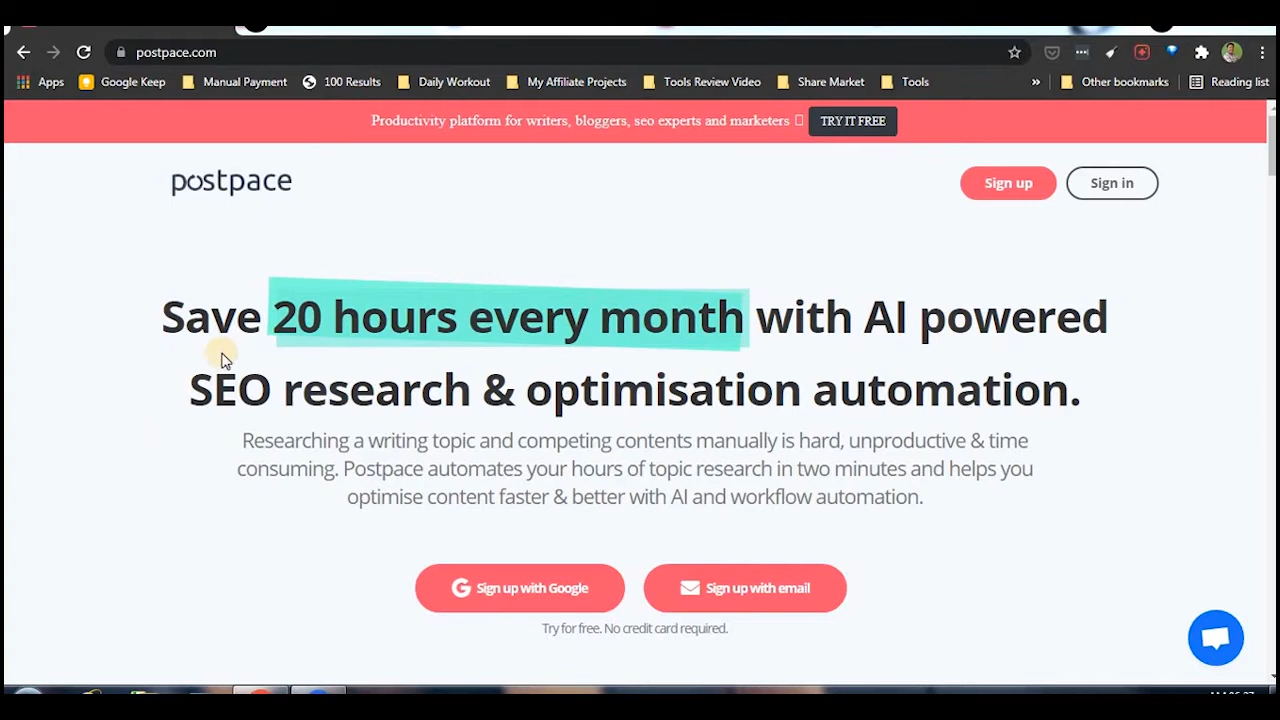 postpace.com
Apps Google Keep Manual Payment 100 Results Daily Workout My Affiliate Projects Tools Review Video Share Market Tools » Other bookmarks Reading list
Productivity platform for writers, bloggers, seo experts and marketers TRY IT FREE
postpace Sign up Sign in
Save 20 hours every month with AI powered
SEO research & optimisation automation.
Researching a writing topic and competing contents manually is hard, unproductive & time
consuming. Postpace automates your hours of topic research in two minutes and helps you
optimise content faster & better with AI and workflow automation.
Sign up with Google Sign up with email
Try for free. No credit card required.